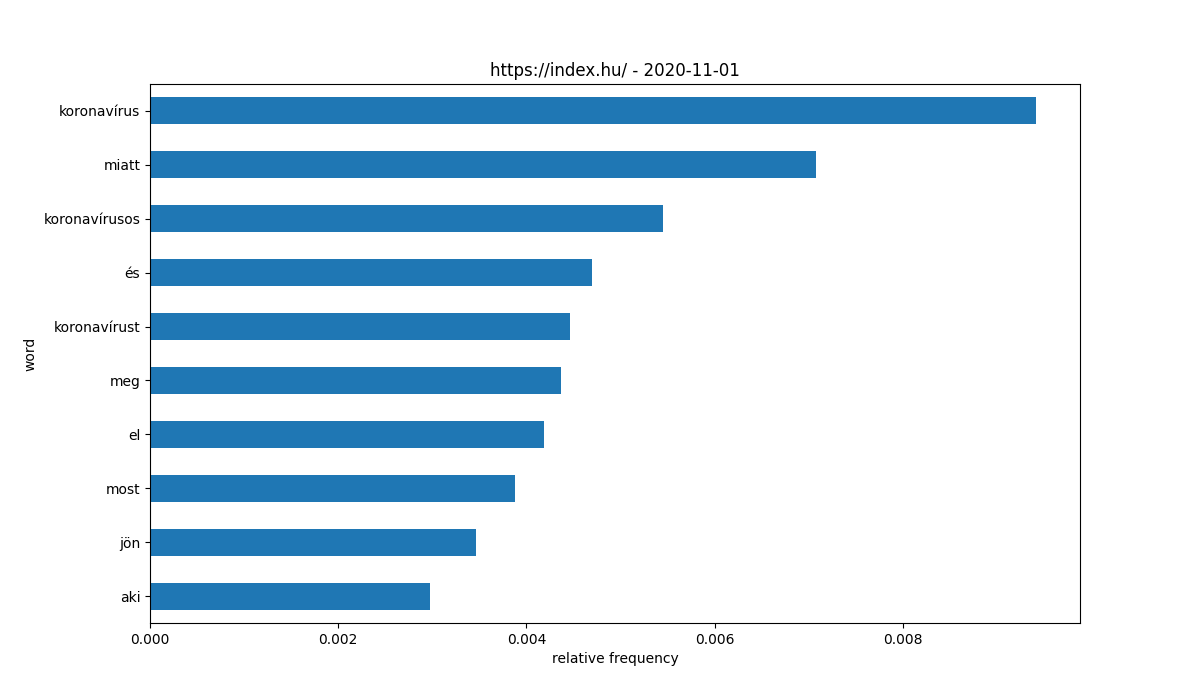 https://index.hu/ - 2020-11-01
koronavírus
miatt
koronavírusos
és
koronavírust
meg
el
most
jön
aki
word
0.000 0.002 0.004 0.006 0.008
relative frequency